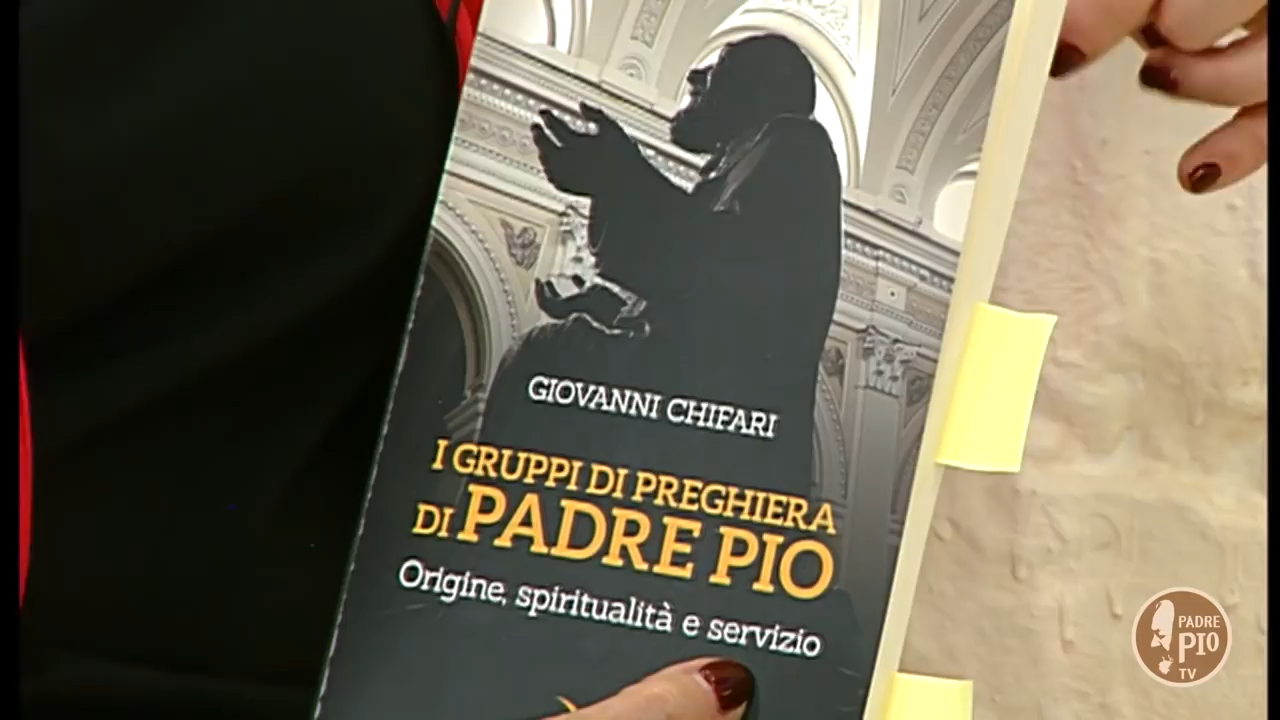 GIOVANNI CHIFARI
I GRUPPI DI PREGHIERA
DI PADRE PIO
Origine, spiritualità e servizio
PADRE
PIO
TV